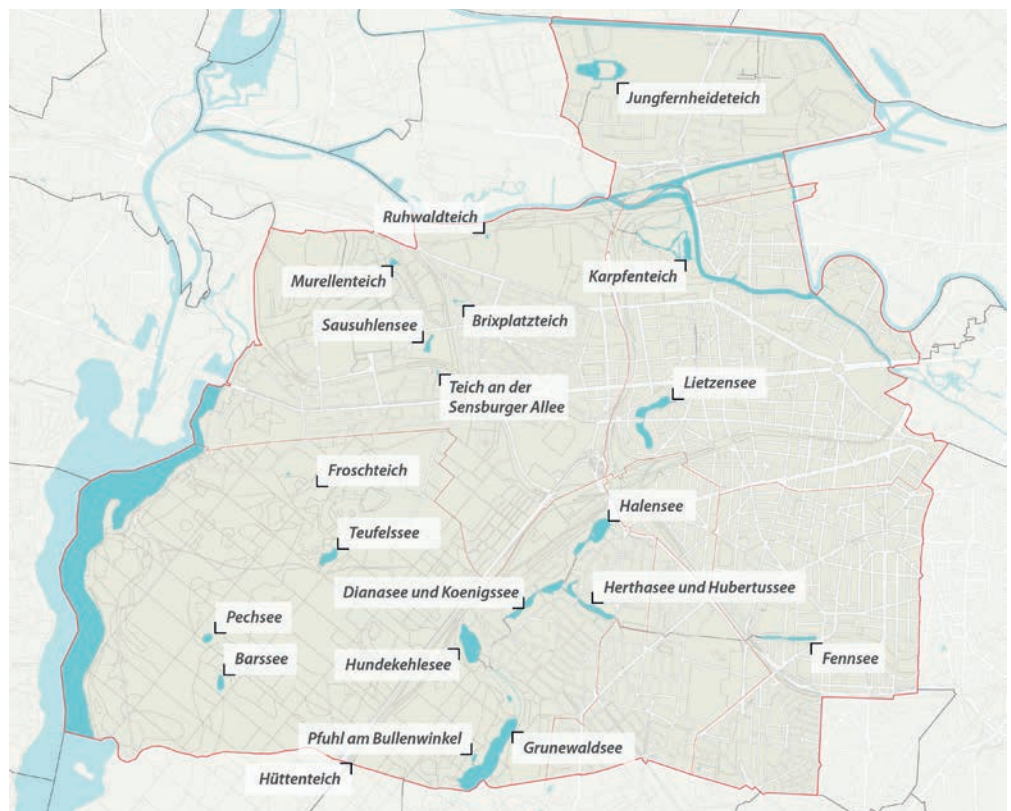 Jungfernheideteich
Ruhwaldteich
Murellenteich
Karpfenteich
Sausuhlensee
Brixplatzteich
Teich an der
Sensburger Allee
Lietzensee
Froschteich
Halensee
Teufelssee
Dianasee und Koenigssee
Herthasee und Hubertussee
Pechsee
Barssee
Hundekehlesee
Fennsee
Pfuhl am Bullenwinkel
Grunewaldsee
Hüttenteich